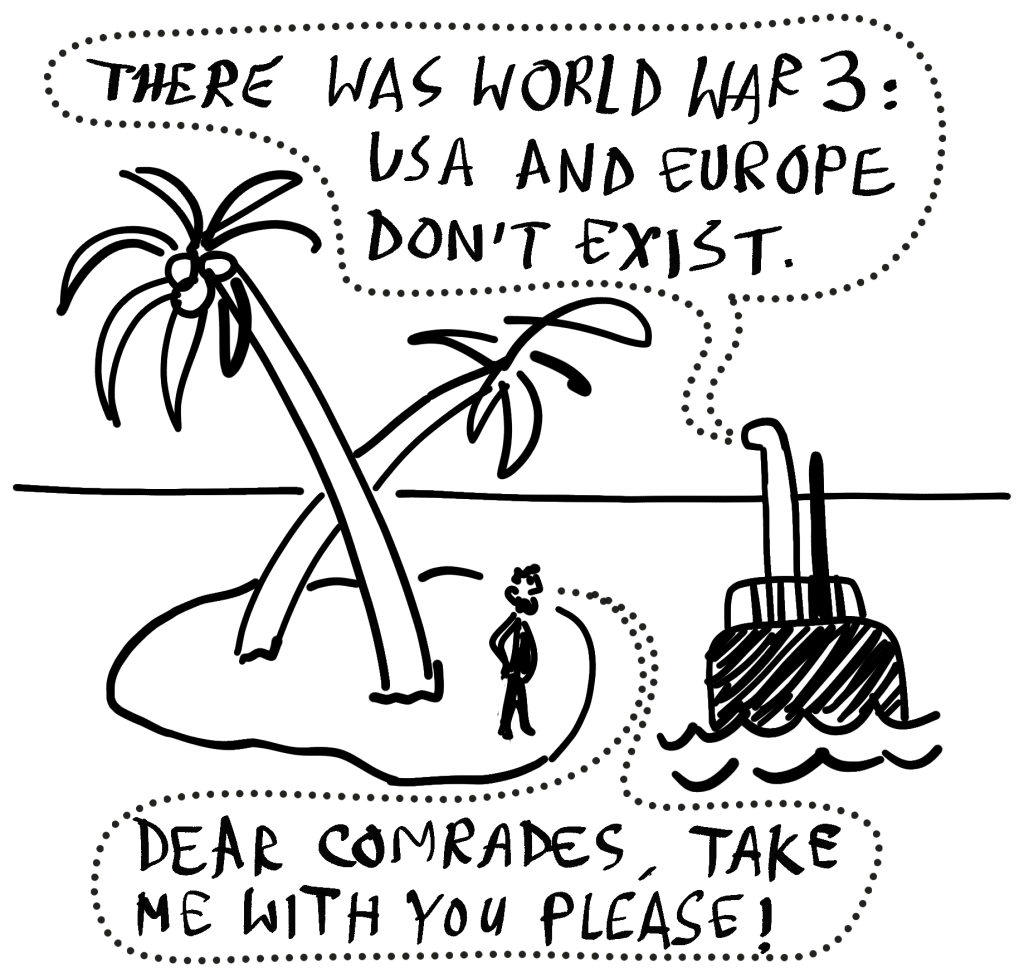 THERE WAS WORLD WAR 3:
USA AND EUROPE
DON'T EXIST.
DEAR COMRADES, TAKE
ME WITH YOU PLEASE!